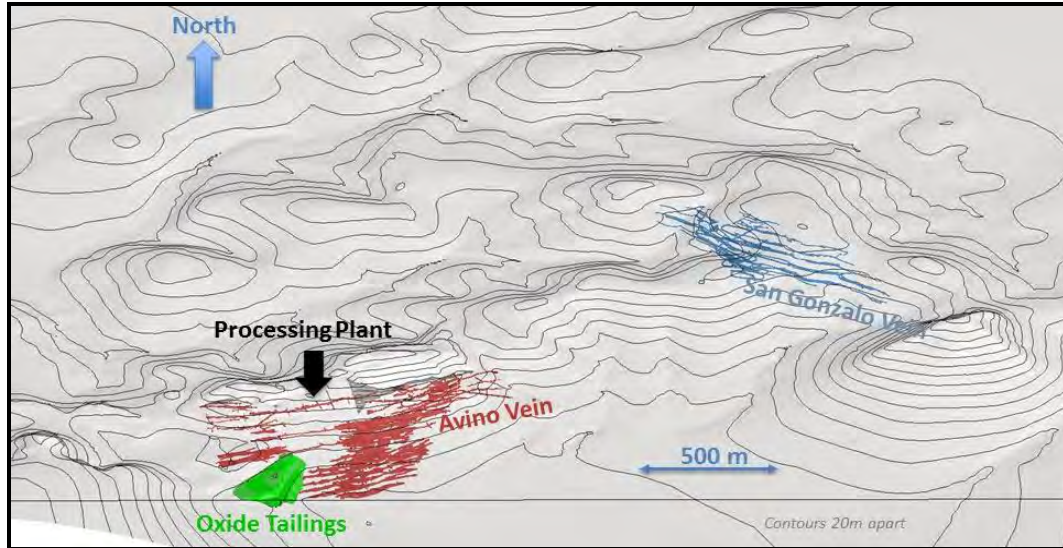 North
San Gonzalo Vein
Processing Plant
Avino Vein
500 m
Oxide Tailings
Contours 20m apart